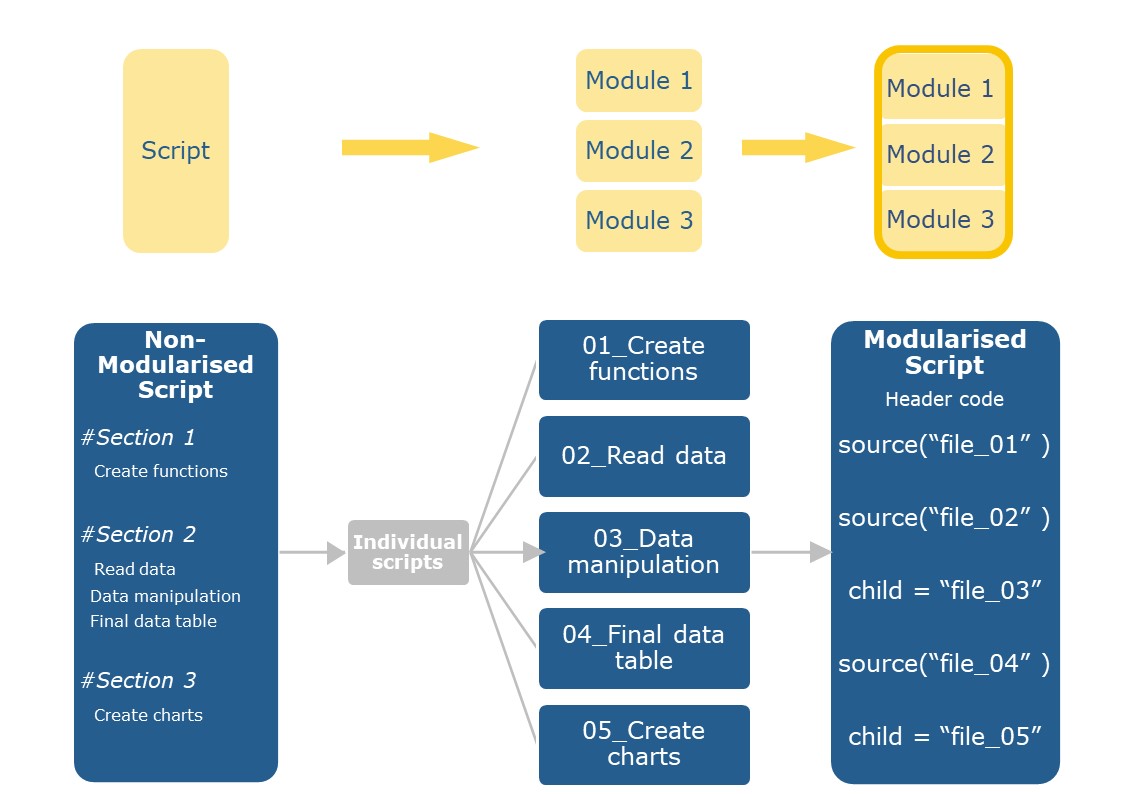 Script
Module 1
Module 2
Module 3
Module 1
Module 2
Module 3
Non-
Modularised
Script
#Section 1
Create functions
#Section 2
Read data
Data manipulation
Final data table
#Section 3
Create charts
Individual
scripts
01_Create
functions
02_Read data
03_Data
manipulation
04_Final data
table
05_Create
charts
Modularised
Script
Header code
source(“file_01” )
source(“file_02” )
child = “file_03”
source(“file_04” )
child = “file_05”